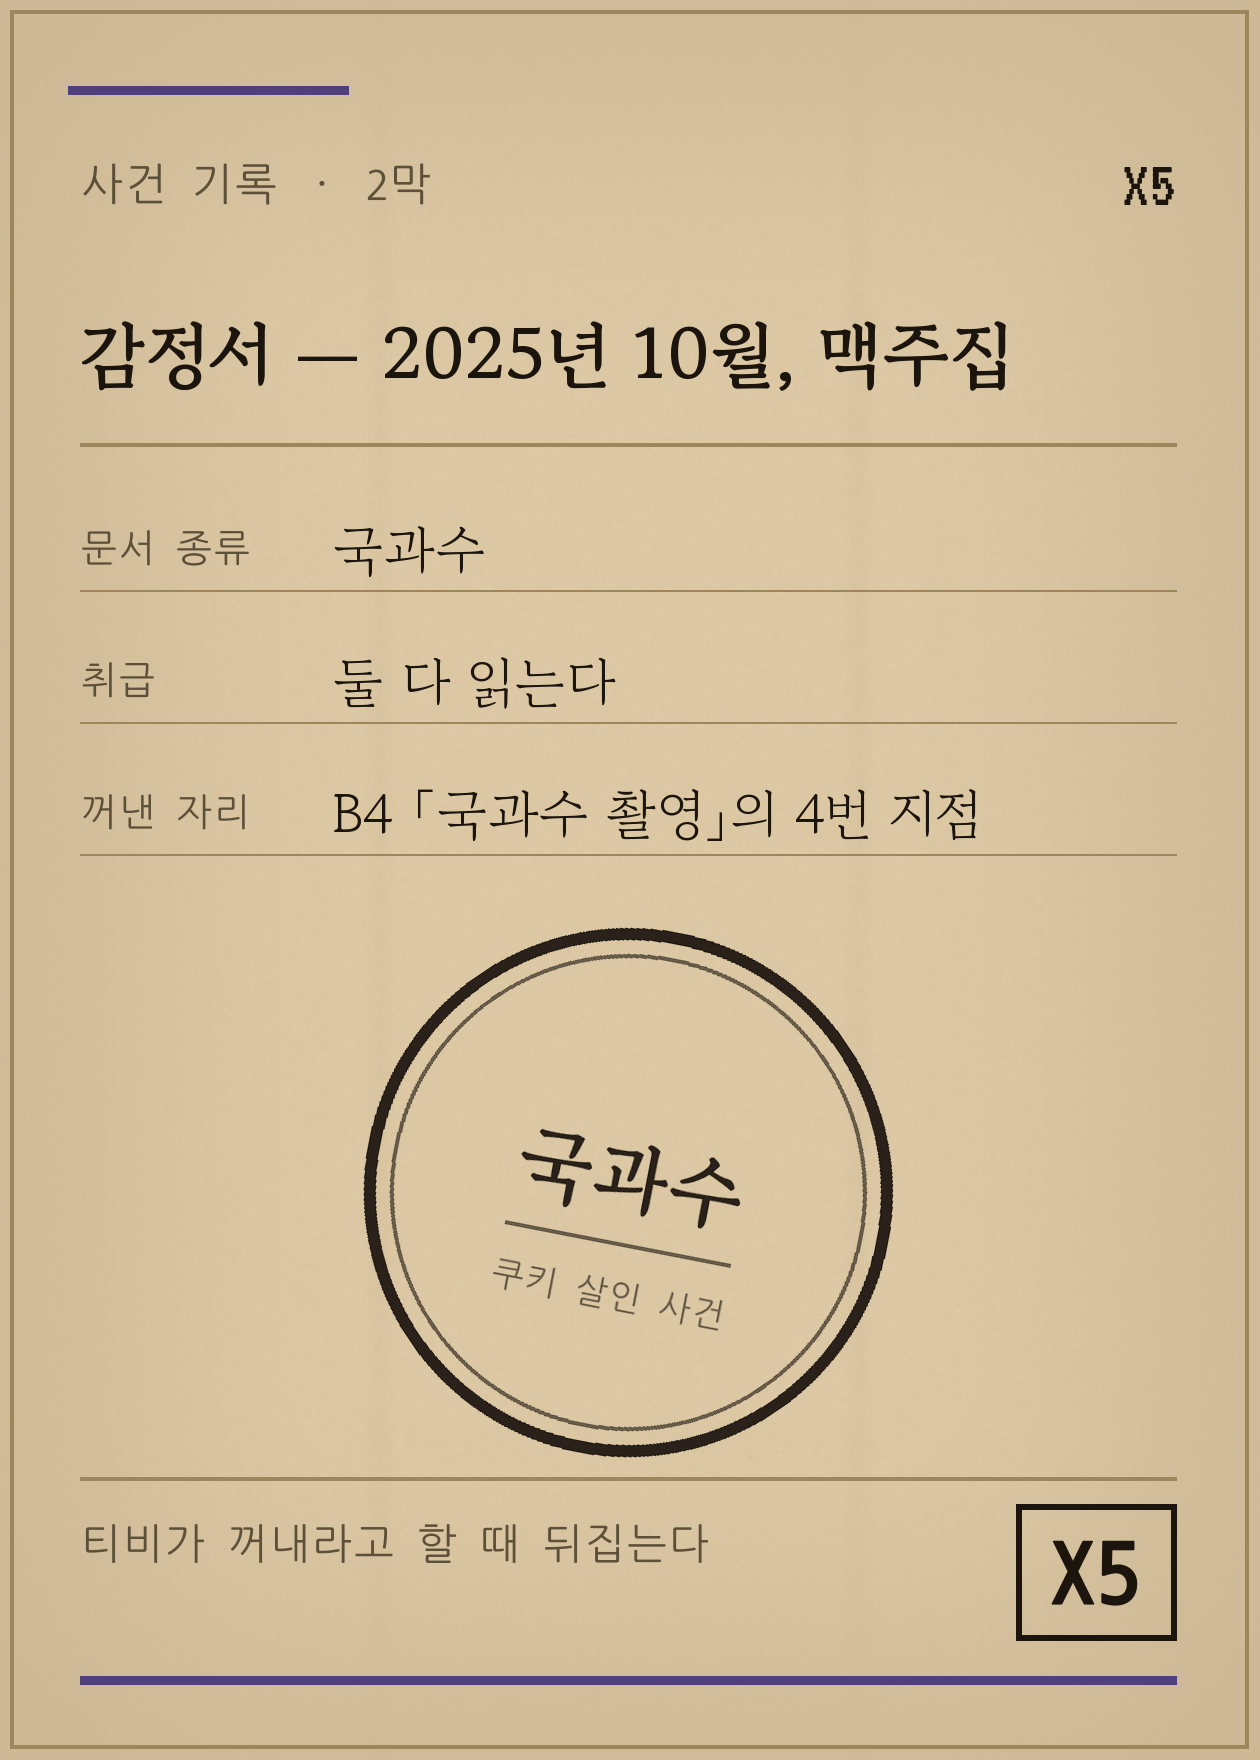 사건 기록 · 2막
X5
감정서 — 2025년 10월, 맥주집
문서 종류 국과수
취급 둘 다 읽는다
꺼낸 자리 B4「국과수 촬영」의 4번 지점
국과수
쿠키 살인 사건
티비가 꺼내라고 할 때 뒤집는다
X5